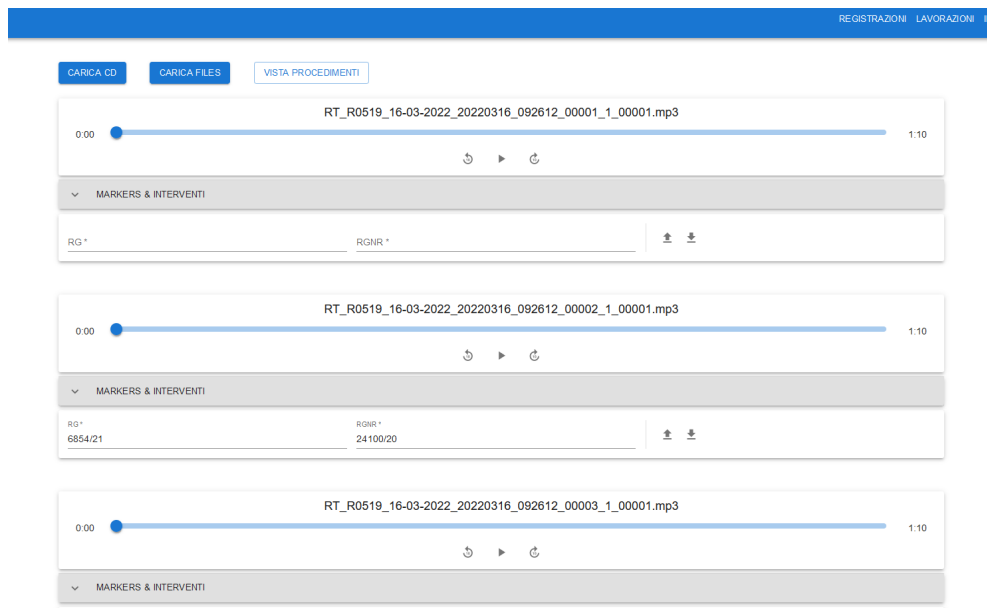 REGISTRAZIONI LAVORAZIONI
CARICA CD CARICA FILES VISTA PROCEDIMENTI
RT_R0519_16-03-2022_20220316_092612_00001_1_00001.mp3
0:00 1:10
MARKERS & INTERVENTI
RG * RGNR *
RT_R0519_16-03-2022_20220316_092612_00002_1_00001.mp3
0:00 1:10
MARKERS & INTERVENTI
RG * RGNR *
6854/21 24100/20
RT_R0519_16-03-2022_20220316_092612_00003_1_00001.mp3
0:00 1:10
MARKERS & INTERVENTI